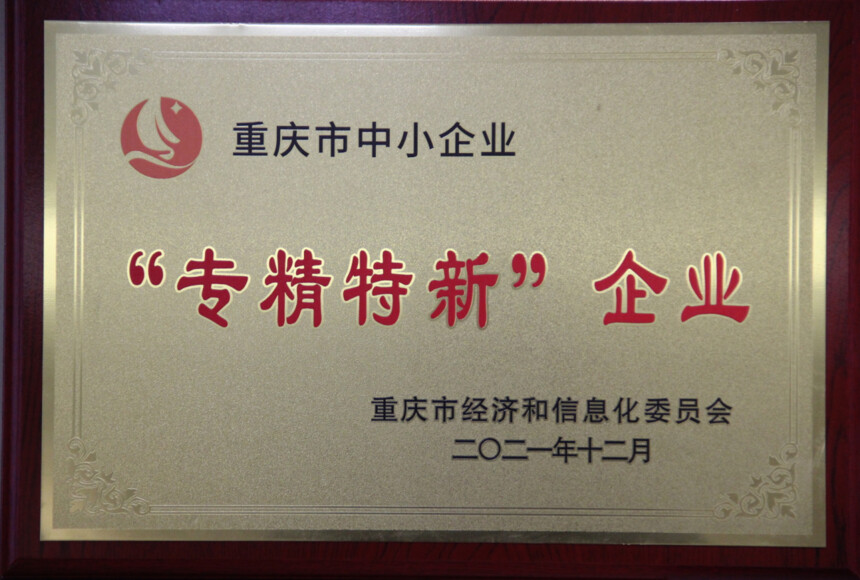 重庆市中小企业
“专精特新”企业
重庆市经济和信息化委员会
二〇二一年十二月